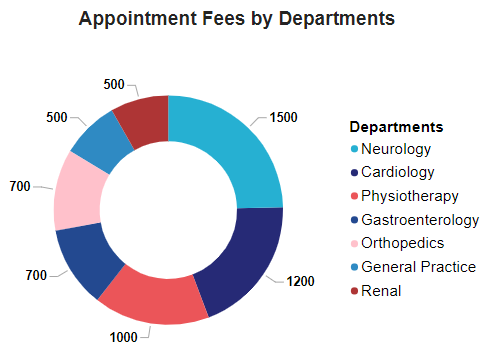 Appointment Fees by Departments
500
500
1500
700
700
1200
1000
Departments
Neurology
Cardiology
Physiotherapy
Gastroenterology
Orthopedics
General Practice
Renal